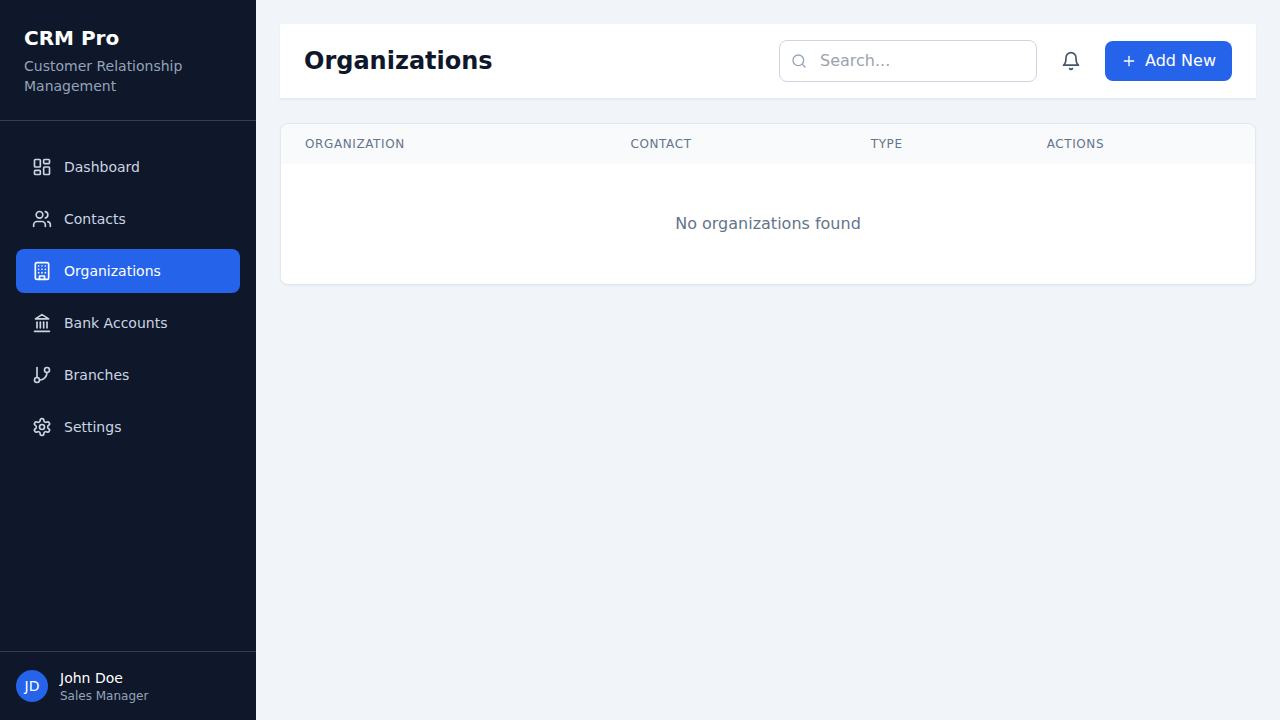 CRM Pro
Customer Relationship
Management
Dashboard
Contacts
Organizations
Bank Accounts
Branches
Settings
JD
John Doe
Sales Manager
Organizations
Search...
Add New
ORGANIZATION CONTACT TYPE ACTIONS
No organizations found